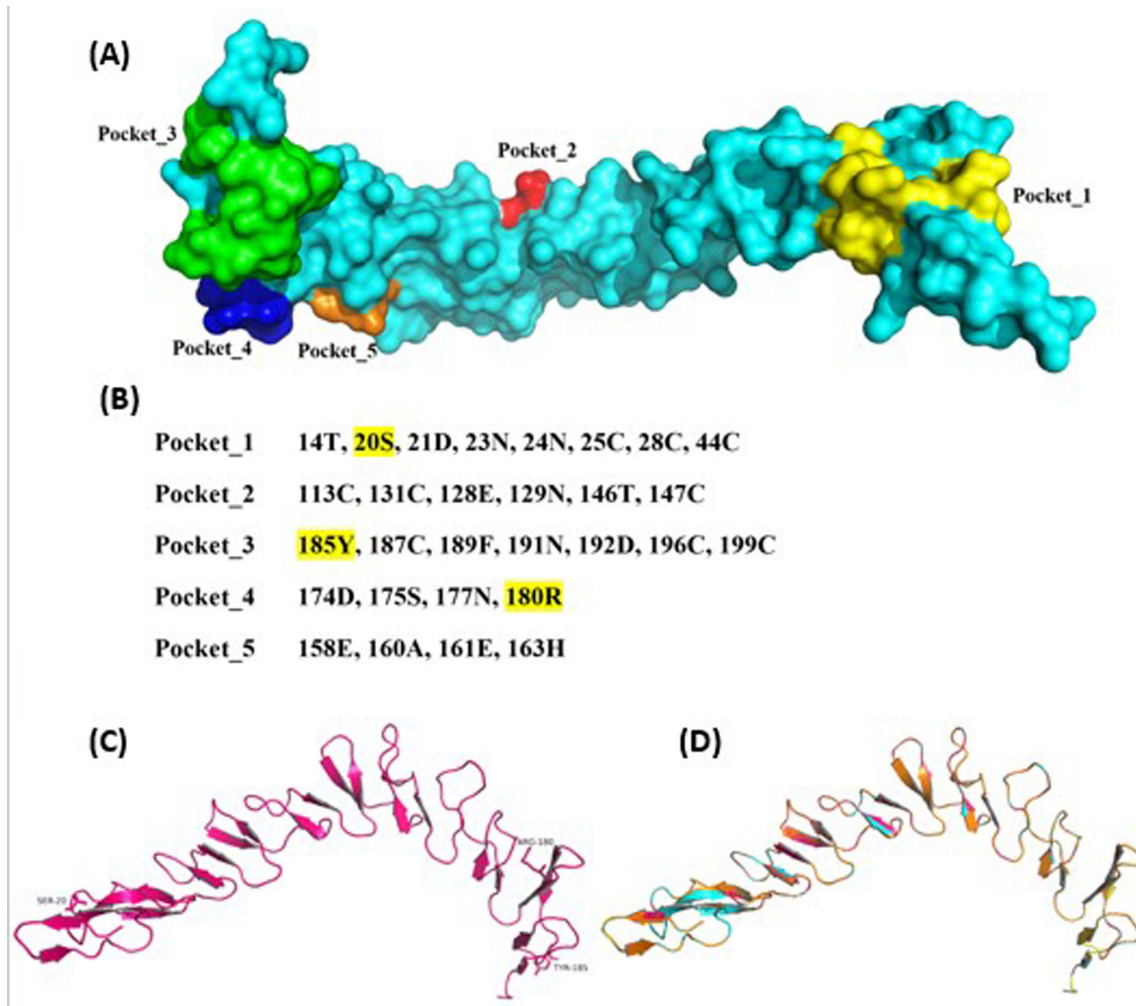 (A)
Pocket_3
Pocket_2
Pocket_1
Pocket_4
Pocket_5
(B)
Pocket_1 14T, 20S, 21D, 23N, 24N, 25C, 28C, 44C
Pocket_2 113C, 131C, 128E, 129N, 146T, 147C
Pocket_3 185Y, 187C, 189F, 191N, 192D, 196C, 199C
Pocket_4 174D, 175S, 177N, 180R
Pocket_5 158E, 160A, 161E, 163H
(C)
(D)
ARG-180
SER-20
TYR-185